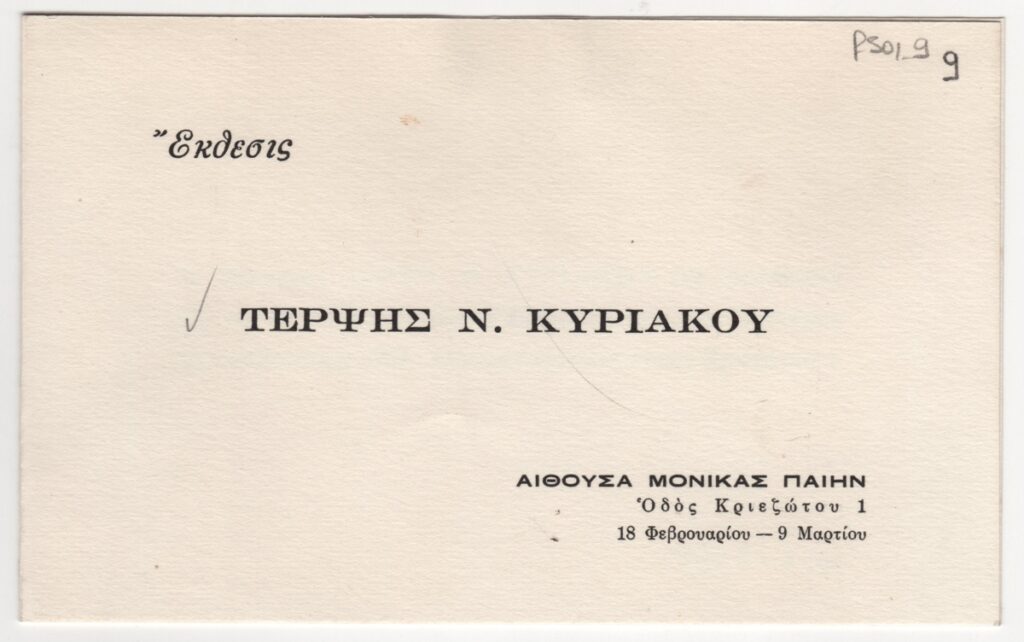 PS01_9 9
Ἔκθεσις
ΤΕΡΨΗΣ Ν. ΚΥΡΙΑΚΟΥ
ΑΙΘΟΥΣΑ ΜΟΝΙΚΑΣ ΠΑΙΗΝ
Ὁδὸς Κριεζώτου 1
18 Φεβρουαρίου — 9 Μαρτίου